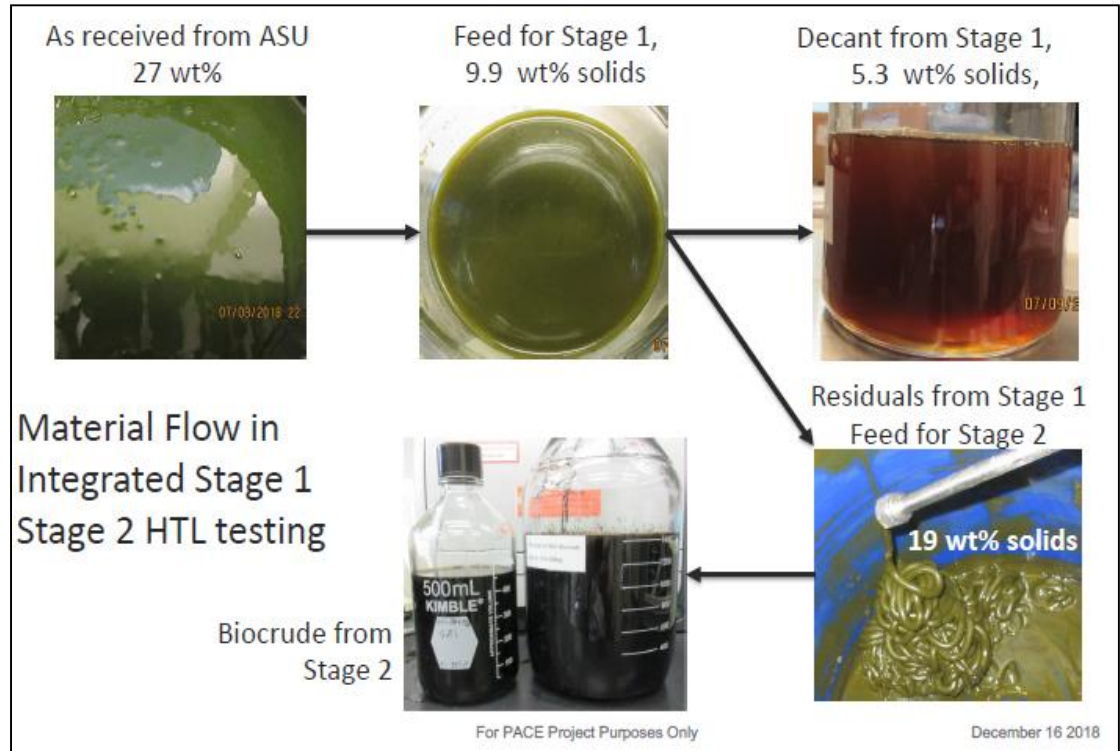 As received from ASU
27 wt%
Feed for Stage 1,
9.9 wt% solids
Decant from Stage 1,
5.3 wt% solids,
07/09/2018 22
07/09/
Material Flow in
Integrated Stage 1
Stage 2 HTL testing
Residuals from Stage 1
Feed for Stage 2
19 wt% solids
500mL
KIMBLE
Biocrude from
Stage 2
For PACE Project Purposes Only
December 16 2018